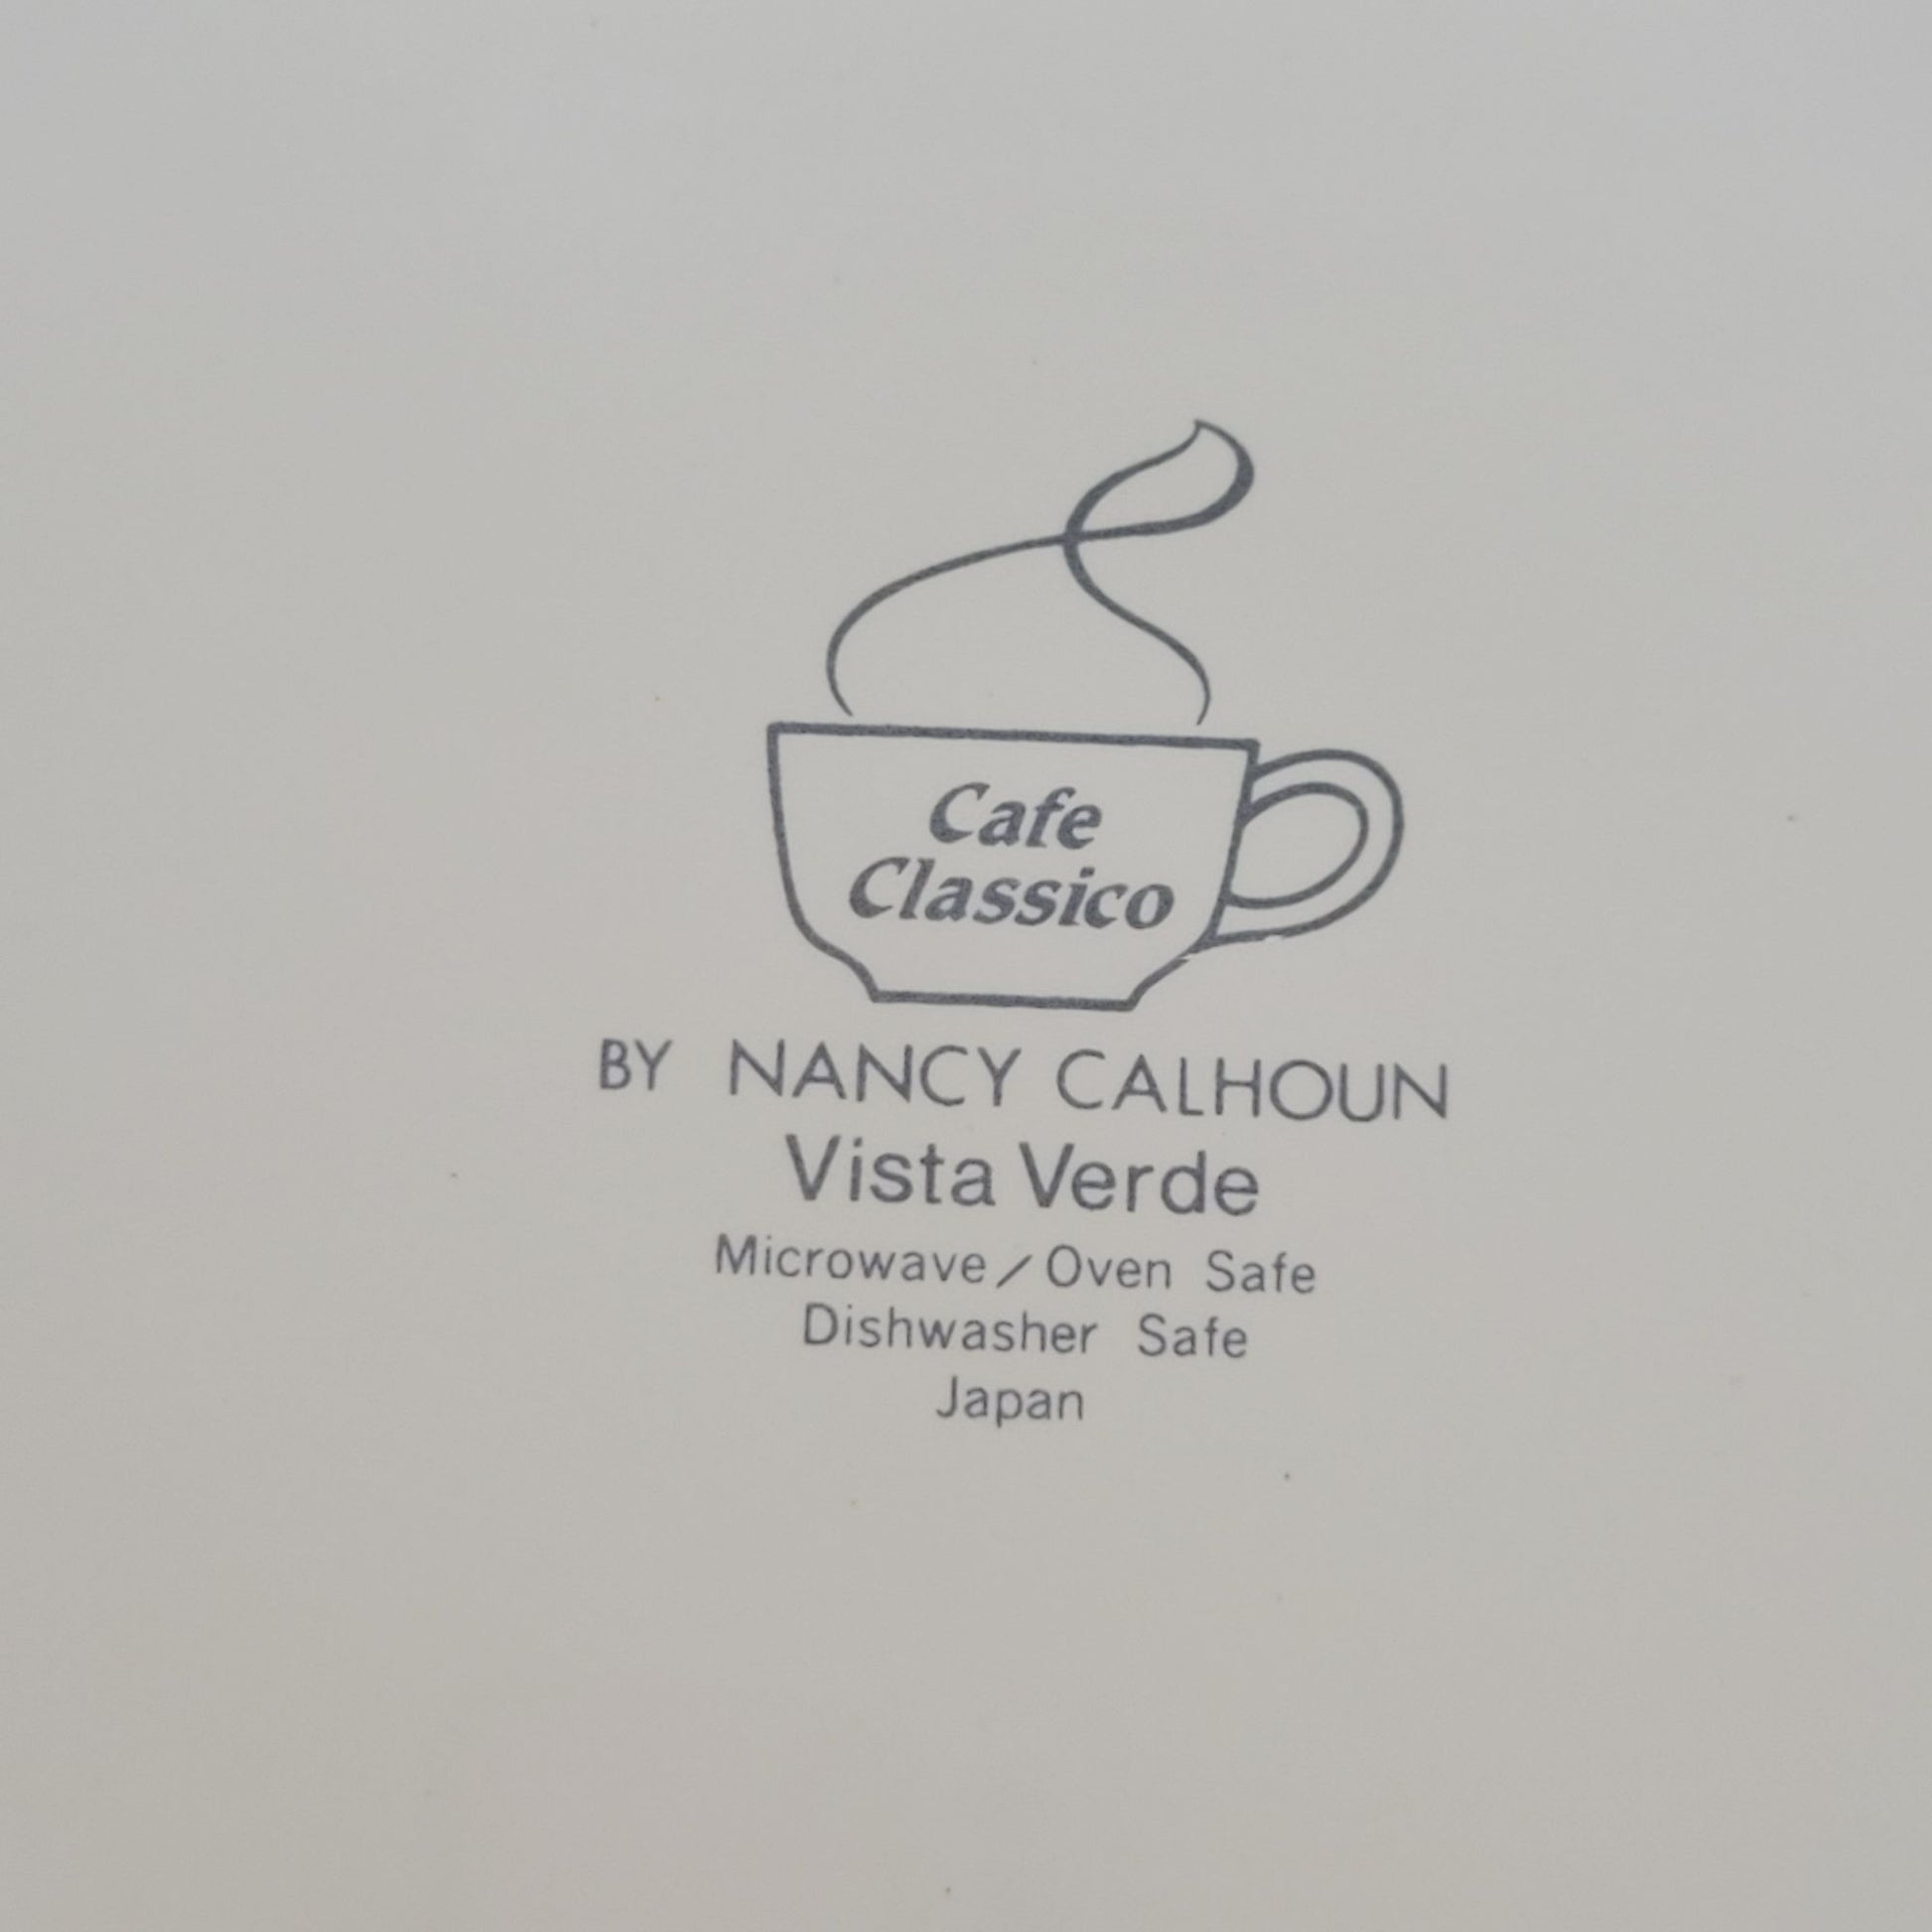 Cafe
Classico
BY NANCY CALHOUN
Vista Verde
Microwave/Oven Safe
Dishwasher Safe
Japan